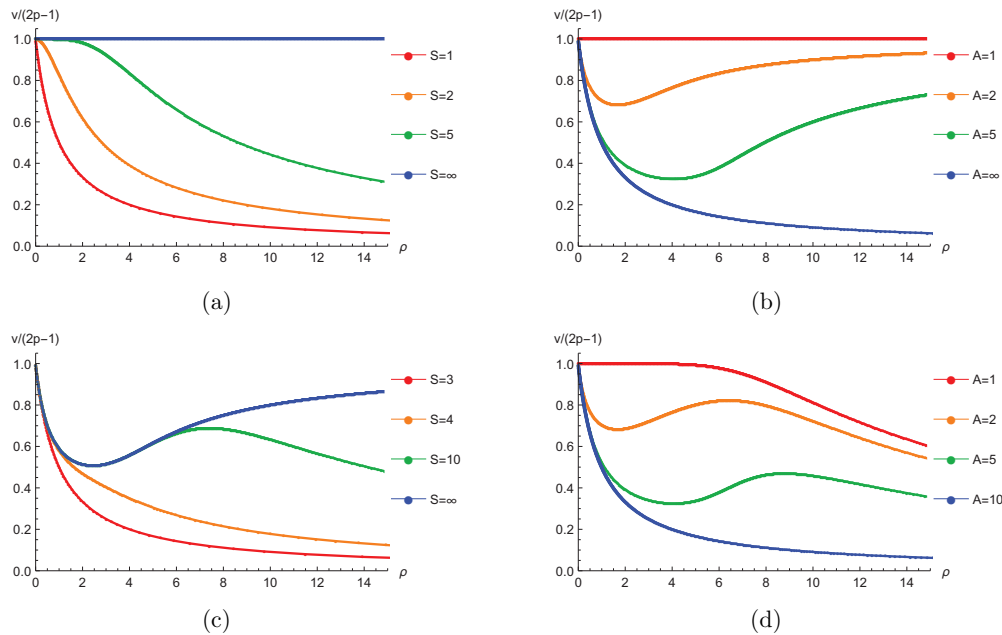 v/(2p-1)
1.0
0.8
0.6
0.4
0.2
0.0
0 2 4 6 8 10 12 14 ρ
S=1
S=2
S=5
S=∞
(a)
v/(2p-1)
1.0
0.8
0.6
0.4
0.2
0.0
0 2 4 6 8 10 12 14 ρ
A=1
A=2
A=5
A=∞
(b)
v/(2p-1)
1.0
0.8
0.6
0.4
0.2
0.0
0 2 4 6 8 10 12 14 ρ
S=3
S=4
S=10
S=∞
(c)
v/(2p-1)
1.0
0.8
0.6
0.4
0.2
0.0
0 2 4 6 8 10 12 14 ρ
A=1
A=2
A=5
A=10
(d)